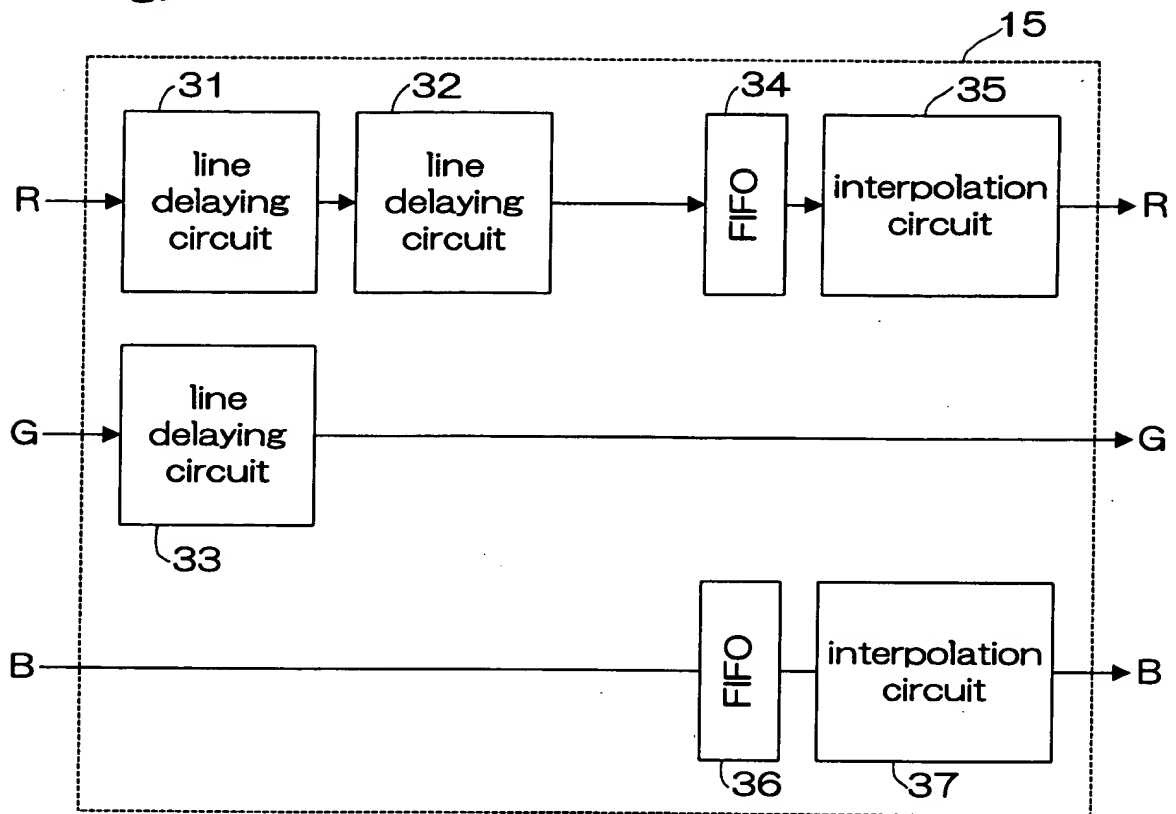 15
31
32
34
35
R
line
delaying
circuit
line
delaying
circuit
FIFO
interpolation
circuit
R
G
line
delaying
circuit
G
33
B
FIFO
interpolation
circuit
B
36
37